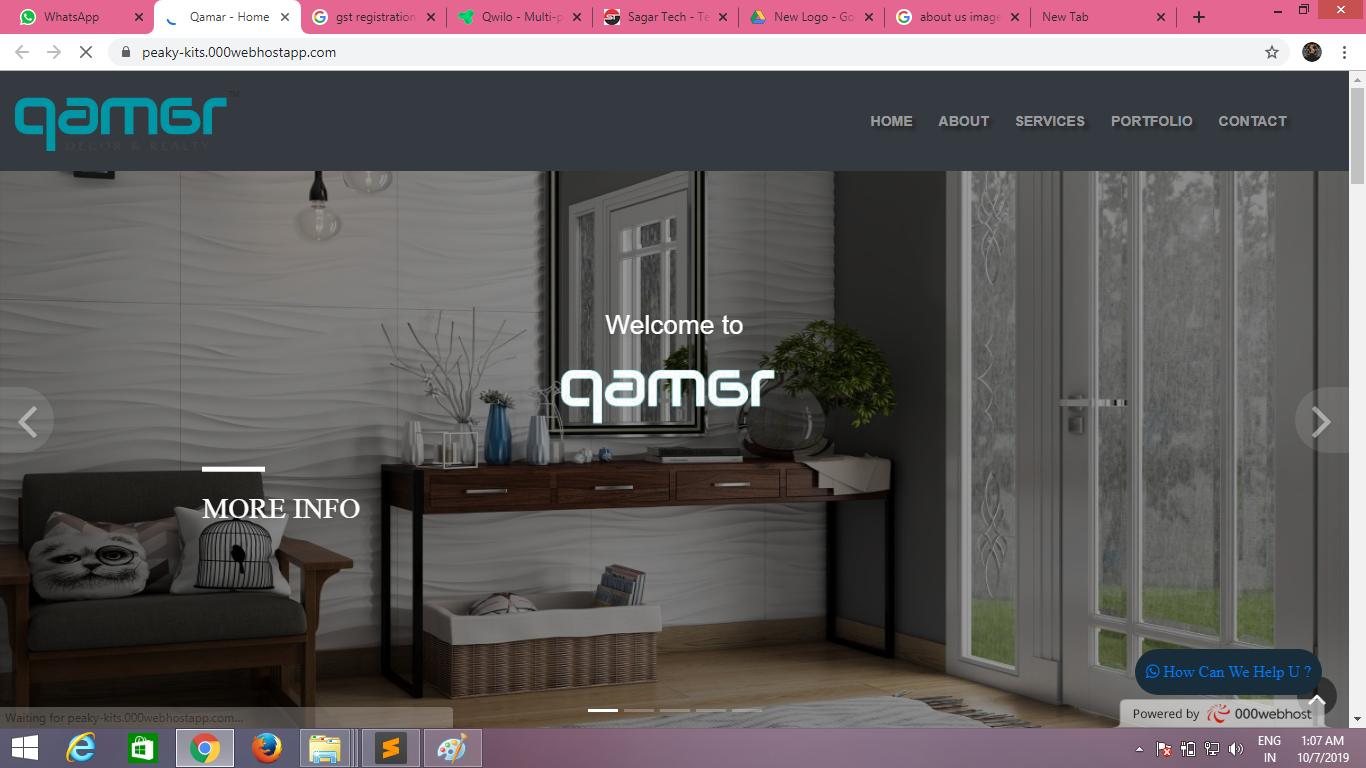 WhatsApp
Qamar - Home
gst registration
Qwilo - Multi-p
Sagar Tech - Te
New Logo - Go
about us image
New Tab
peaky-kits.000webhostapp.com
qamar TM
DECOR & REALTY
HOME ABOUT SERVICES PORTFOLIO CONTACT
Welcome to
qamar
MORE INFO
How Can We Help U ?
Powered by 000webhost
Waiting for peaky-kits.000webhostapp.com...
ENG 1:07 AM
IN 10/7/2019